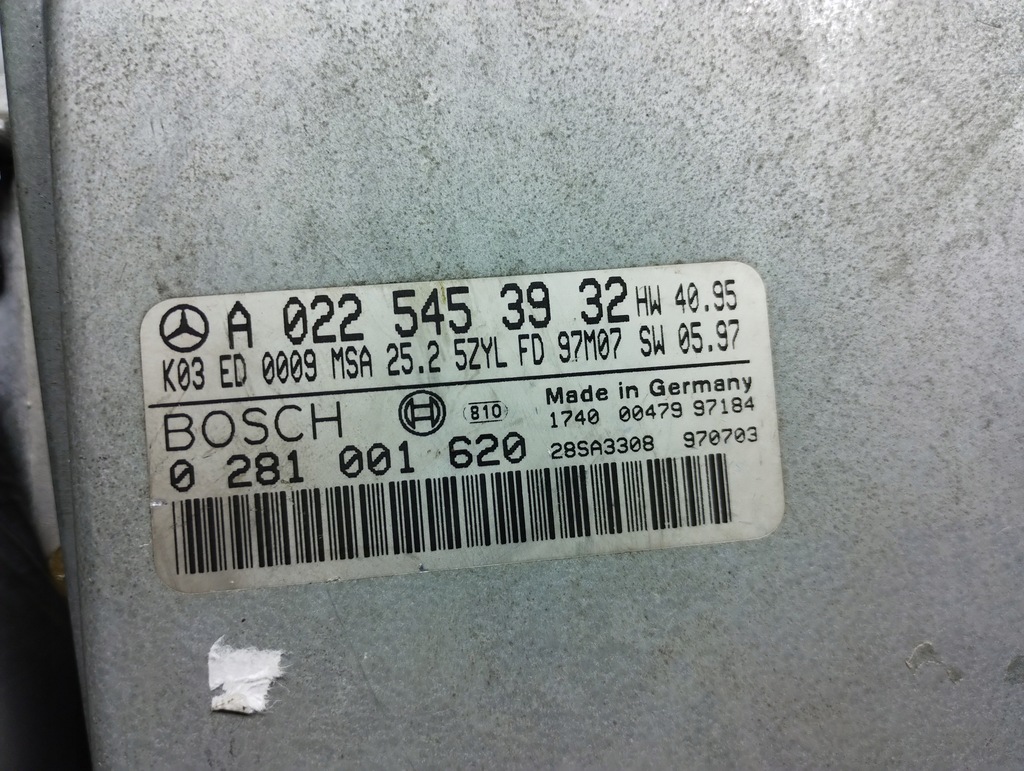 A 022 545 39 32 HW 40.95
K03 ED 0009 MSA 25.2 5ZYL FD 97M07 SW 05.97
BOSCH 810 Made in Germany
1740 00479 97184
0 281 001 620 28SA3308 970703